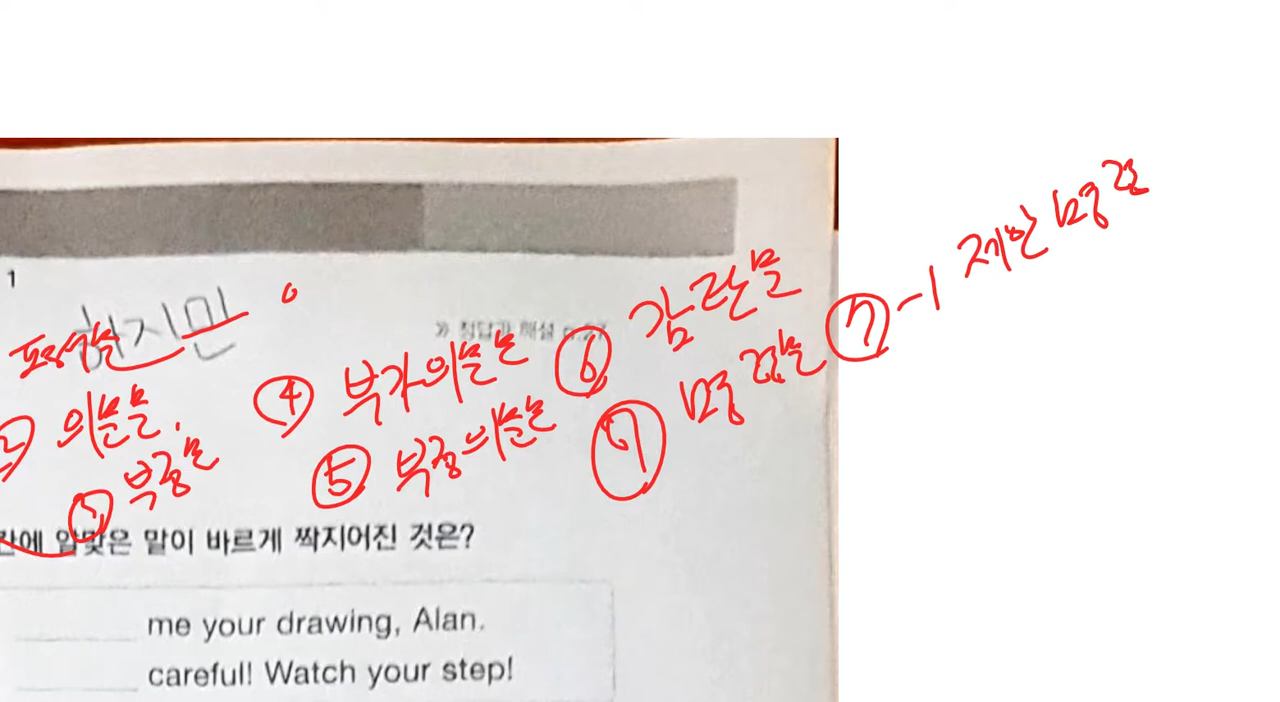 1
하지만
» 정답과 해설 p.27
평서문
② 의문문.
③ 부정문
④ 부가의문문
⑤ 부정의문문
⑥ 감탄문
⑦ 명령문
⑦-1 제안 명령
칸에 알맞은 말이 바르게 짝지어진 것은?
me your drawing, Alan.
careful! Watch your step!